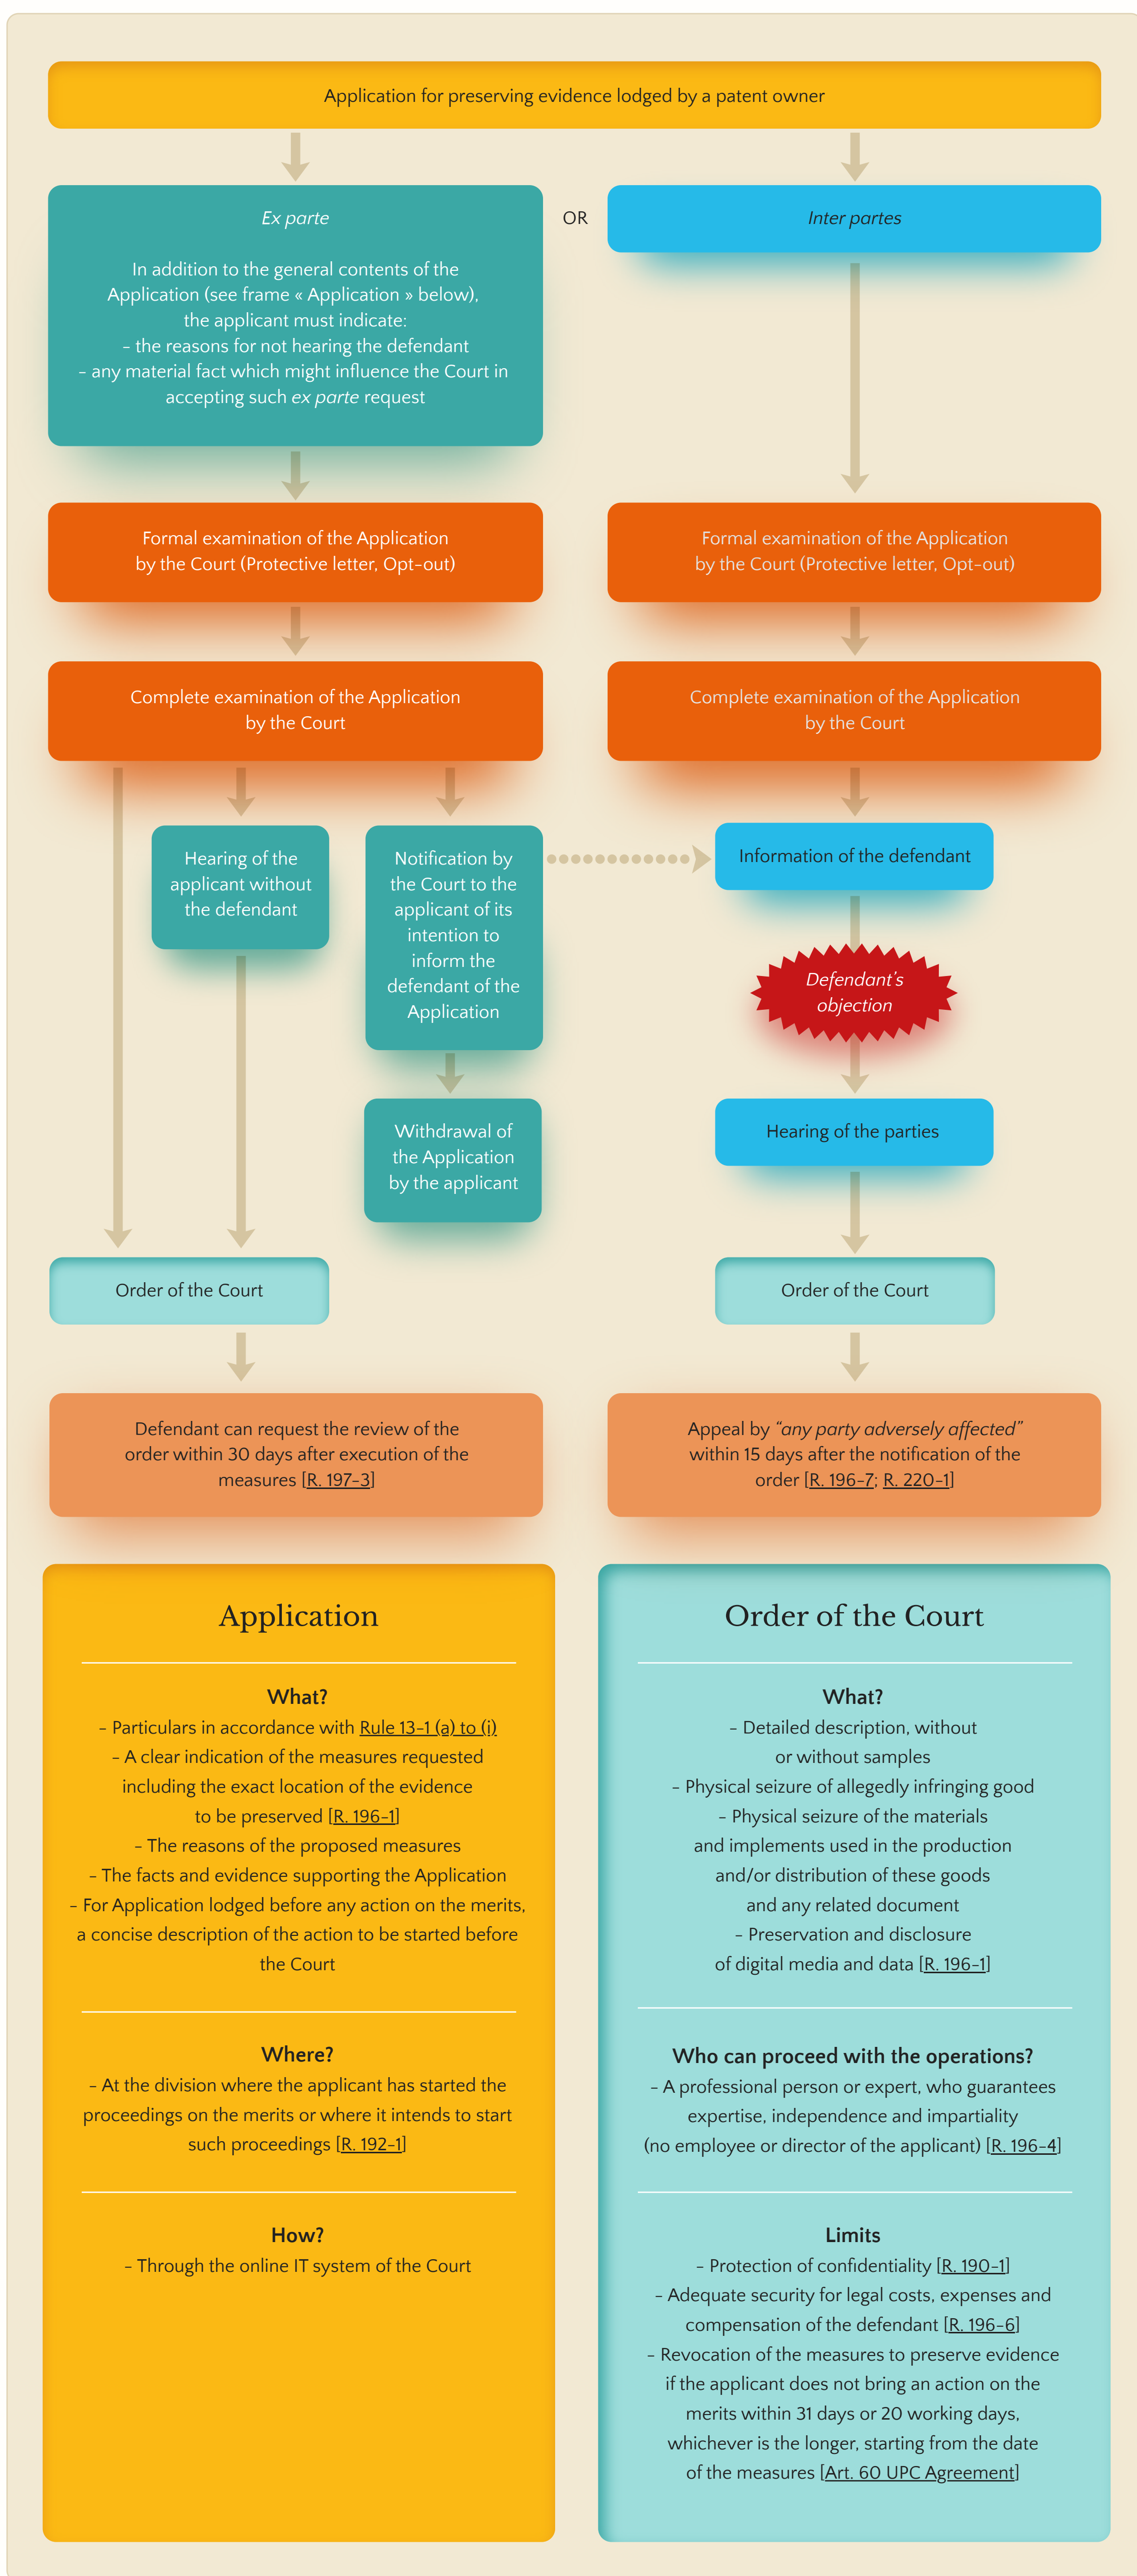 Application for preserving evidence lodged by a patent owner
Ex parte
In addition to the general contents of the
Application (see frame « Application » below),
the applicant must indicate:
- the reasons for not hearing the defendant
- any material fact which might influence the Court in
accepting such ex parte request
OR
Inter partes
Formal examination of the Application
by the Court (Protective letter, Opt-out)
Formal examination of the Application
by the Court (Protective letter, Opt-out)
Complete examination of the Application
by the Court
Complete examination of the Application
by the Court
Hearing of the
applicant without
the defendant
Notification by
the Court to the
applicant of its
intention to
inform the
defendant of the
Application
Information of the defendant
Defendant's
objection
Withdrawal of
the Application
by the applicant
Hearing of the parties
Order of the Court
Order of the Court
Defendant can request the review of the
order within 30 days after execution of the
measures [R. 197-3]
Appeal by “any party adversely affected”
within 15 days after the notification of the
order [R. 196-7; R. 220-1]
Application
What?
- Particulars in accordance with Rule 13-1 (a) to (i)
- A clear indication of the measures requested
including the exact location of the evidence
to be preserved [R. 196-1]
- The reasons of the proposed measures
- The facts and evidence supporting the Application
- For Application lodged before any action on the merits,
a concise description of the action to be started before
the Court
Where?
- At the division where the applicant has started the
proceedings on the merits or where it intends to start
such proceedings [R. 192-1]
How?
- Through the online IT system of the Court
Order of the Court
What?
- Detailed description, without
or without samples
- Physical seizure of allegedly infringing good
- Physical seizure of the materials
and implements used in the production
and/or distribution of these goods
and any related document
- Preservation and disclosure
of digital media and data [R. 196-1]
Who can proceed with the operations?
- A professional person or expert, who guarantees
expertise, independence and impartiality
(no employee or director of the applicant) [R. 196-4]
Limits
- Protection of confidentiality [R. 190-1]
- Adequate security for legal costs, expenses and
compensation of the defendant [R. 196-6]
- Revocation of the measures to preserve evidence
if the applicant does not bring an action on the
merits within 31 days or 20 working days,
whichever is the longer, starting from the date
of the measures [Art. 60 UPC Agreement]